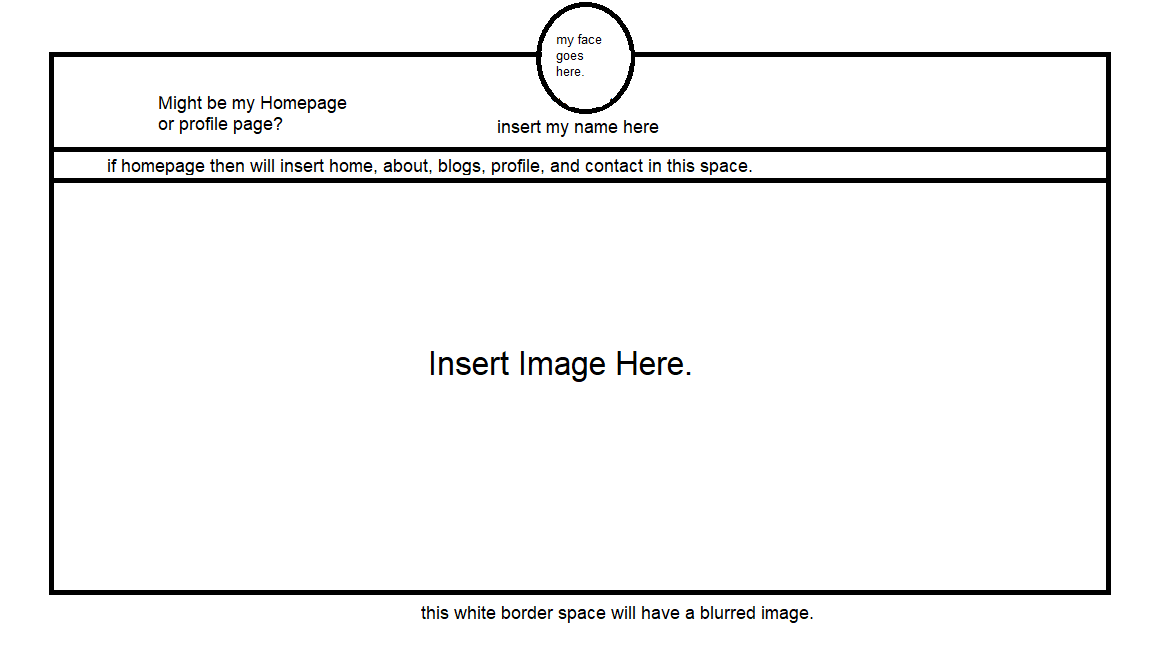 my face
goes
here.
Might be my Homepage
or profile page?
insert my name here
if homepage then will insert home, about, blogs, profile, and contact in this space.
Insert Image Here.
this white border space will have a blurred image.